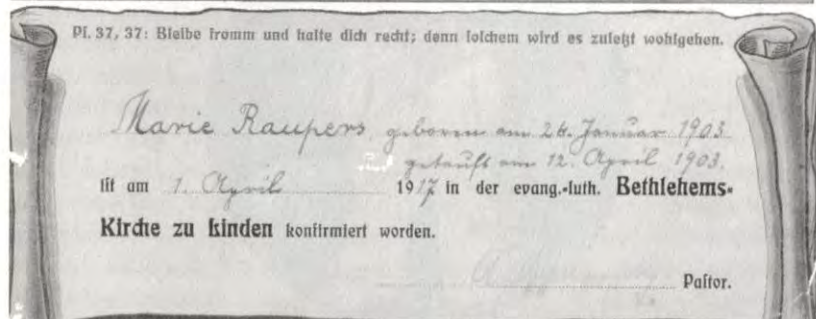 Pſ. 37, 37: Bleibe fromm und halte dich recht; denn ſolchem wird es zuletzt wohlgehen.
Marie Raupers, geboren am 26. Januar 1903
getauft am 12. April 1903.
iſt am 1. April 1917 in der evang.-luth. Bethlehems-
Kirche zu Linden konfirmiert worden.
Paſtor.